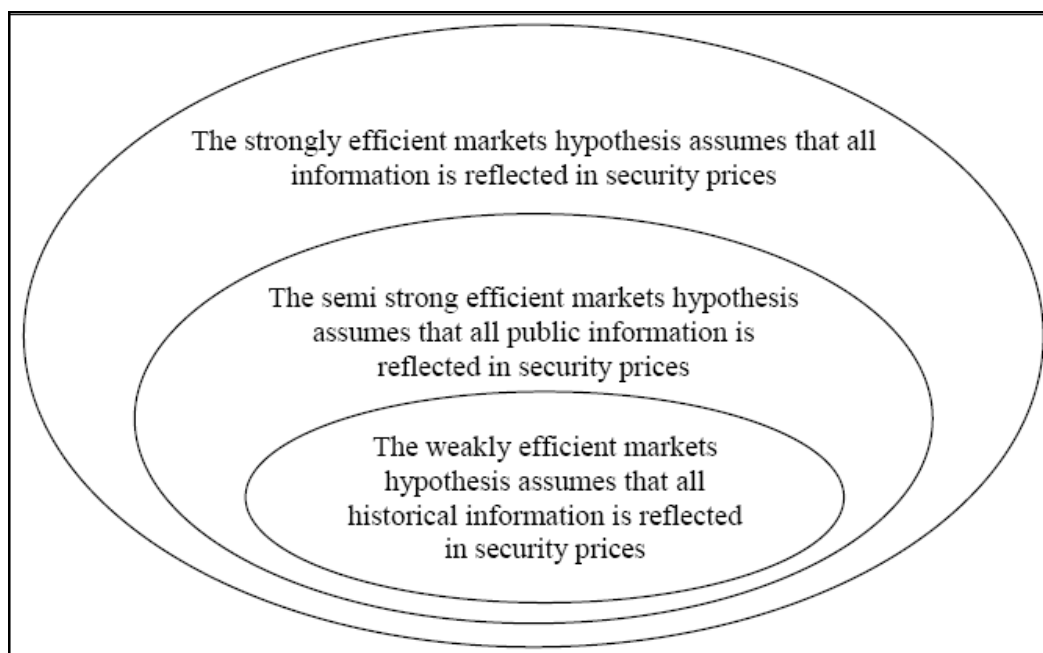 The strongly efficient markets hypothesis assumes that all
information is reflected in security prices
The semi strong efficient markets hypothesis
assumes that all public information is
reflected in security prices
The weakly efficient markets
hypothesis assumes that all
historical information is reflected
in security prices